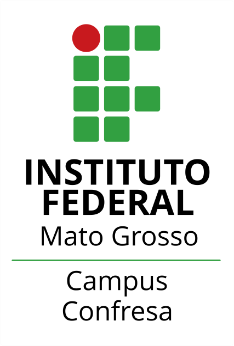 INSTITUTO
FEDERAL
Mato Grosso
Campus
Confresa